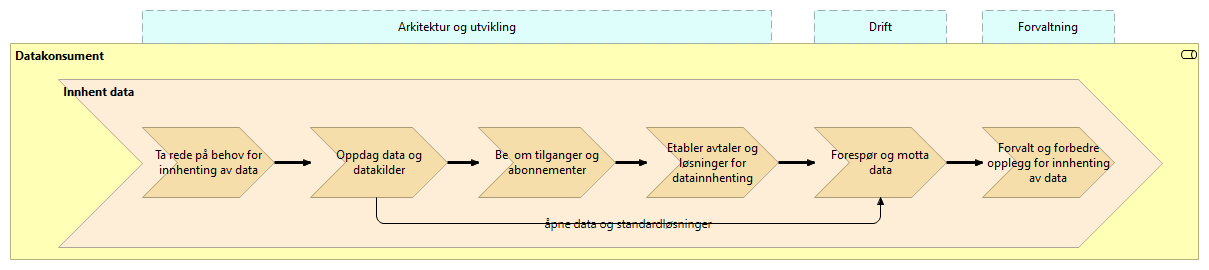 Arkitektur og utvikling
Drift
Forvaltning
Datakonsument
Innhent data
Ta rede på behov for
innhenting av data
Oppdag data og
datakilder
Be om tilganger og
abonnementer
Etabler avtaler og
løsninger for
datainnhenting
Forespør og motta
data
Forvalt og forbedre
opplegg for innhenting
av data
åpne data og standardløsninger